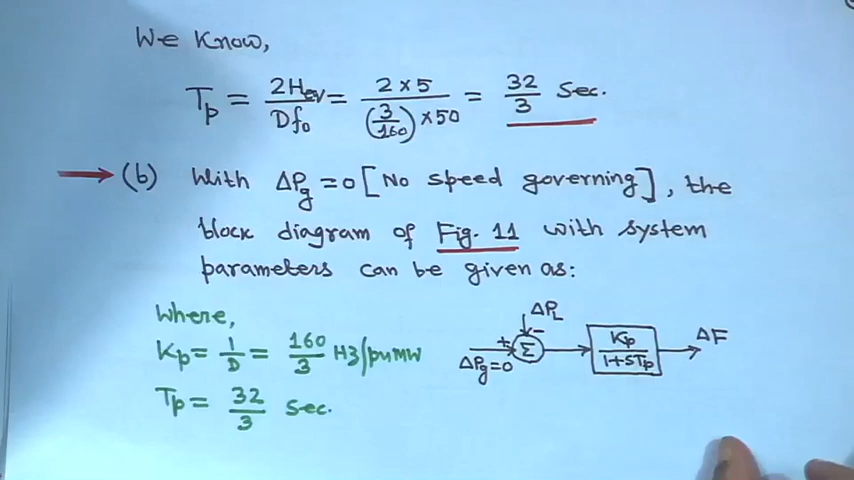 We Know,
Tp = 2Hev/Df0 = 2×5/((3/160)×50) = 32/3 Sec.
(b) With ΔPg=0 [No speed governing], the
block diagram of Fig. 11 with system
parameters can be given as:
Where,
Kp = 1/D = 160/3 Hz/puMW
Tp = 32/3 Sec.
ΔPL
+ Σ −
ΔPg=0
Kp/1+STp
ΔF